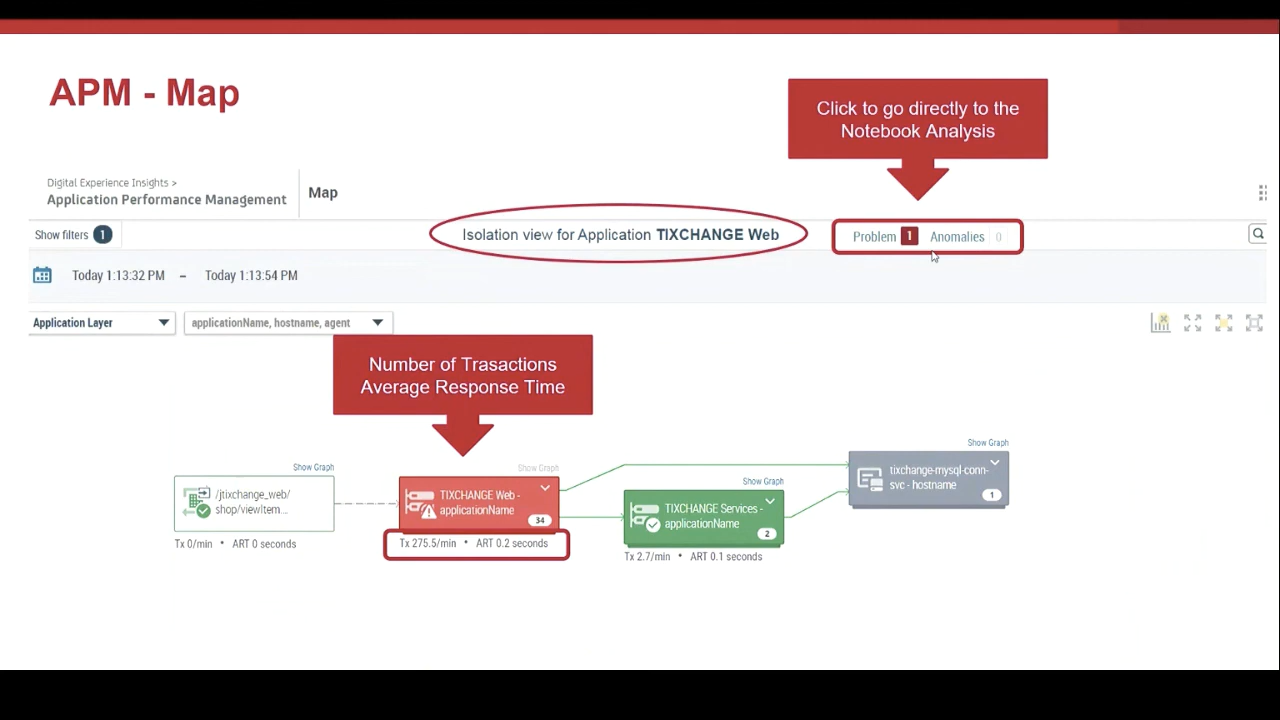 APM - Map
Click to go directly to the
Notebook Analysis
Digital Experience Insights >
Application Performance Management
Map
Show filters 1
Isolation view for Application TIXCHANGE Web
Problem 1 Anomalies 0
Today 1:13:32 PM – Today 1:13:54 PM
Application Layer
applicationName, hostname, agent
Number of Trasactions
Average Response Time
Show Graph
/jtixchange_web/
shop/viewItem...
Tx 0/min • ART 0 seconds
Show Graph
TIXCHANGE Web -
applicationName
34
Tx 275.5/min • ART 0.2 seconds
Show Graph
TIXCHANGE Services -
applicationName
2
Tx 2.7/min • ART 0.1 seconds
Show Graph
tixchange-mysql-conn-
svc - hostname
1